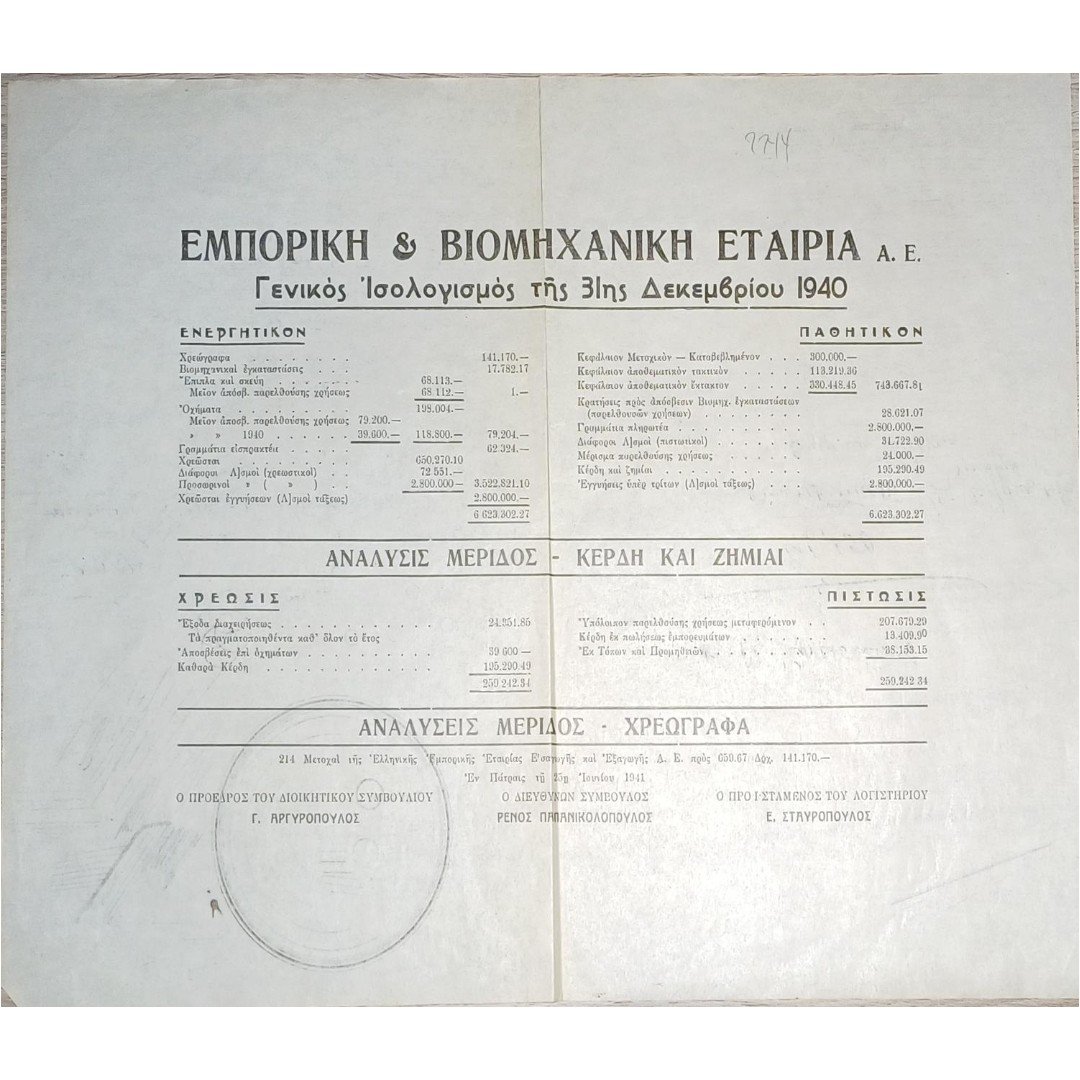 7714
ΕΜΠΟΡΙΚΗ & ΒΙΟΜΗΧΑΝΙΚΗ ΕΤΑΙΡΙΑ Α. Ε.
Γενικὸς Ἰσολογισμὸς τῆς 31ης Δεκεμβρίου 1940
ΕΝΕΡΓΗΤΙΚΟΝ
Χρεώγραφα . . . . . . . . 141.170.—
Βιομηχανικαὶ ἐγκαταστάσεις . . . 17.782.17
Ἔπιπλα καὶ σκεύη . . . . . . . 68.113.—
Μεῖον ἀπόσβ. παρελθούσης χρήσεως 68.112.— 1.—
Ὀχήματα . . . . . . . . . 198.004.—
Μεῖον ἀποσβ. παρελθούσης χρήσεως 79.200.—
» » 1940 . . . . . . 39.600.— 118.800.— 79.204.—
Γραμμάτια εἰσπρακτέα . . . . 62.324.—
Χρεῶσται . . . . . . . . 650.270.10
Διάφοροι Λ]σμοὶ (χρεωστικοὶ) . . . 72.551.—
Προσωρινοὶ » ( » ) . . 2.800.000— 3.522.821.10
Χρεῶσται ἐγγυήσεων (Λ]σμοὶ τάξεως) 2.800.000.—
6.623.302.27
ΠΑΘΗΤΙΚΟΝ
Κεφάλαιον Μετοχικὸν — Καταβεβλημένον . . . 300.000.—
Κεφάλαιον ἀποθεματικὸν τακτικὸν . . . 113.219.36
Κεφάλαιον ἀποθεματικὸν ἔκτακτον . . . 330.448.45 743.667.81
Κρατήσεις πρὸς ἀπόσβεσιν Βιομηχ. ἐγκαταστάσεων
(παρελθουσῶν χρήσεων) . . . . . . . 28.621.07
Γραμμάτια πληρωτέα . . . . . . . . 2.800.000.—
Διάφοροι Λ]σμοὶ (πιστωτικοὶ) . . . . . . 31.722.90
Μέρισμα παρελθούσης χρήσεως . . . . . . 24.000.—
Κέρδη καὶ ζημίαι . . . . . . . . . 195.290.49
Ἐγγυήσεις ὑπὲρ τρίτων (Λ]σμοὶ τάξεως) . . . 2.800.000.—
6.623.302.27
ΑΝΑΛΥΣΙΣ ΜΕΡΙΔΟΣ - ΚΕΡΔΗ ΚΑΙ ΖΗΜΙΑΙ
ΧΡΕΩΣΙΣ
Ἔξοδα Διαχειρήσεως . . . . . . . . . . . 24.351.85
Τὰ πραγματοποιηθέντα καθ' ὅλον τὸ ἔτος
Ἀποσβέσεις ἐπὶ ὀχημάτων . . . . . . . . . 39 600 —
Καθαρὰ Κέρδη . . . . . . . . . . . . 195.290.49
259.242.34
ΠΙΣΤΩΣΙΣ
Ὑπόλοιπον παρελθούσης χρήσεως μεταφερόμενον . . 207.679.29
Κέρδη ἐκ πωλήσεως ἐμπορευμάτων . . . . . 13.409.90
Ἐκ Τόκων καὶ Προμηθειῶν . . . . . . . . 38.153.15
259.242 34
ΑΝΑΛΥΣΕΙΣ ΜΕΡΙΔΟΣ - ΧΡΕΩΓΡΑΦΑ
214 Μετοχαὶ τῆς Ἑλληνικῆς Ἐμπορικῆς Ἑταιρίας Εἰσαγωγῆς καὶ Ἐξαγωγῆς Α. Ε. πρὸς 659.67 Δρχ. 141.170.—
Ἐν Πάτραις τῇ 25ῃ Ἰουνίου 1941
Ο ΠΡΟΕΔΡΟΣ ΤΟΥ ΔΙΟΙΚΗΤΙΚΟΥ ΣΥΜΒΟΥΛΙΟΥ
Γ. ΑΡΓΥΡΟΠΟΥΛΟΣ
Ο ΔΙΕΥΘΥΝΩΝ ΣΥΜΒΟΥΛΟΣ
ΡΕΝΟΣ ΠΑΠΑΝΙΚΟΛΟΠΟΥΛΟΣ
Ο ΠΡΟΪΣΤΑΜΕΝΟΣ ΤΟΥ ΛΟΓΙΣΤΗΡΙΟΥ
Ε. ΣΤΑΥΡΟΠΟΥΛΟΣ